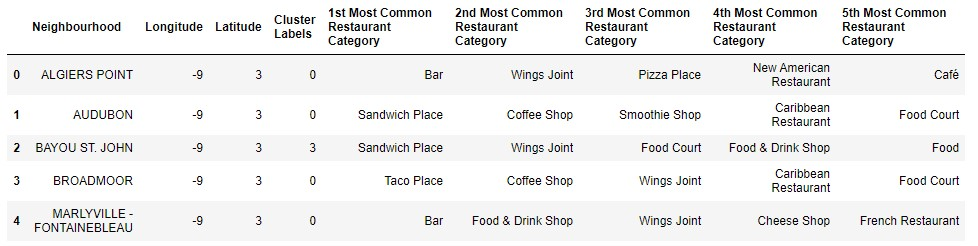 Neighbourhood Longitude Latitude Cluster Labels 1st Most Common Restaurant Category 2nd Most Common Restaurant Category 3rd Most Common Restaurant Category 4th Most Common Restaurant Category 5th Most Common Restaurant Category
0 ALGIERS POINT -9 3 0 Bar Wings Joint Pizza Place New American Restaurant Café
1 AUDUBON -9 3 0 Sandwich Place Coffee Shop Smoothie Shop Caribbean Restaurant Food Court
2 BAYOU ST. JOHN -9 3 3 Sandwich Place Wings Joint Food Court Food & Drink Shop Food
3 BROADMOOR -9 3 0 Taco Place Coffee Shop Wings Joint Caribbean Restaurant Food Court
4 MARLYVILLE - FONTAINEBLEAU -9 3 0 Bar Food & Drink Shop Wings Joint Cheese Shop French Restaurant